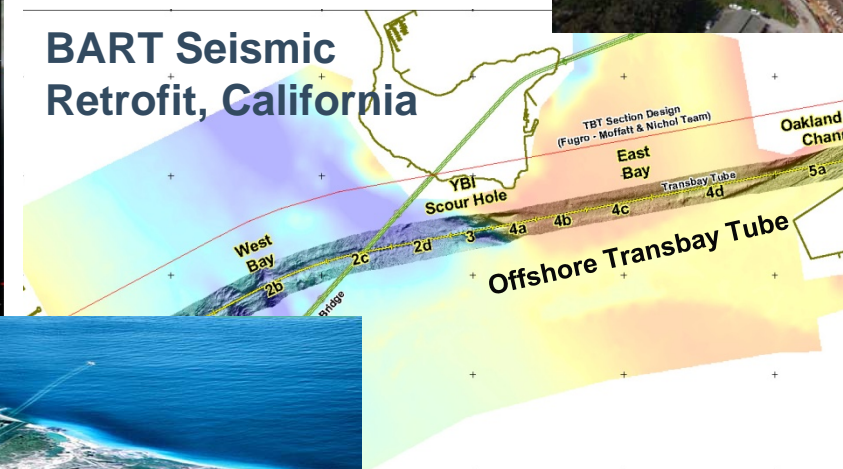 BART Seismic
Retrofit, California
TBT Section Design
(Fugro - Moffatt & Nichol Team)
Oakland
East
Bay
Transbay Tube
5a
4d
4c
4b
4a
YBI
Scour Hole
3
2d
2c
West
Bay
2b
Bridge
Offshore Transbay Tube